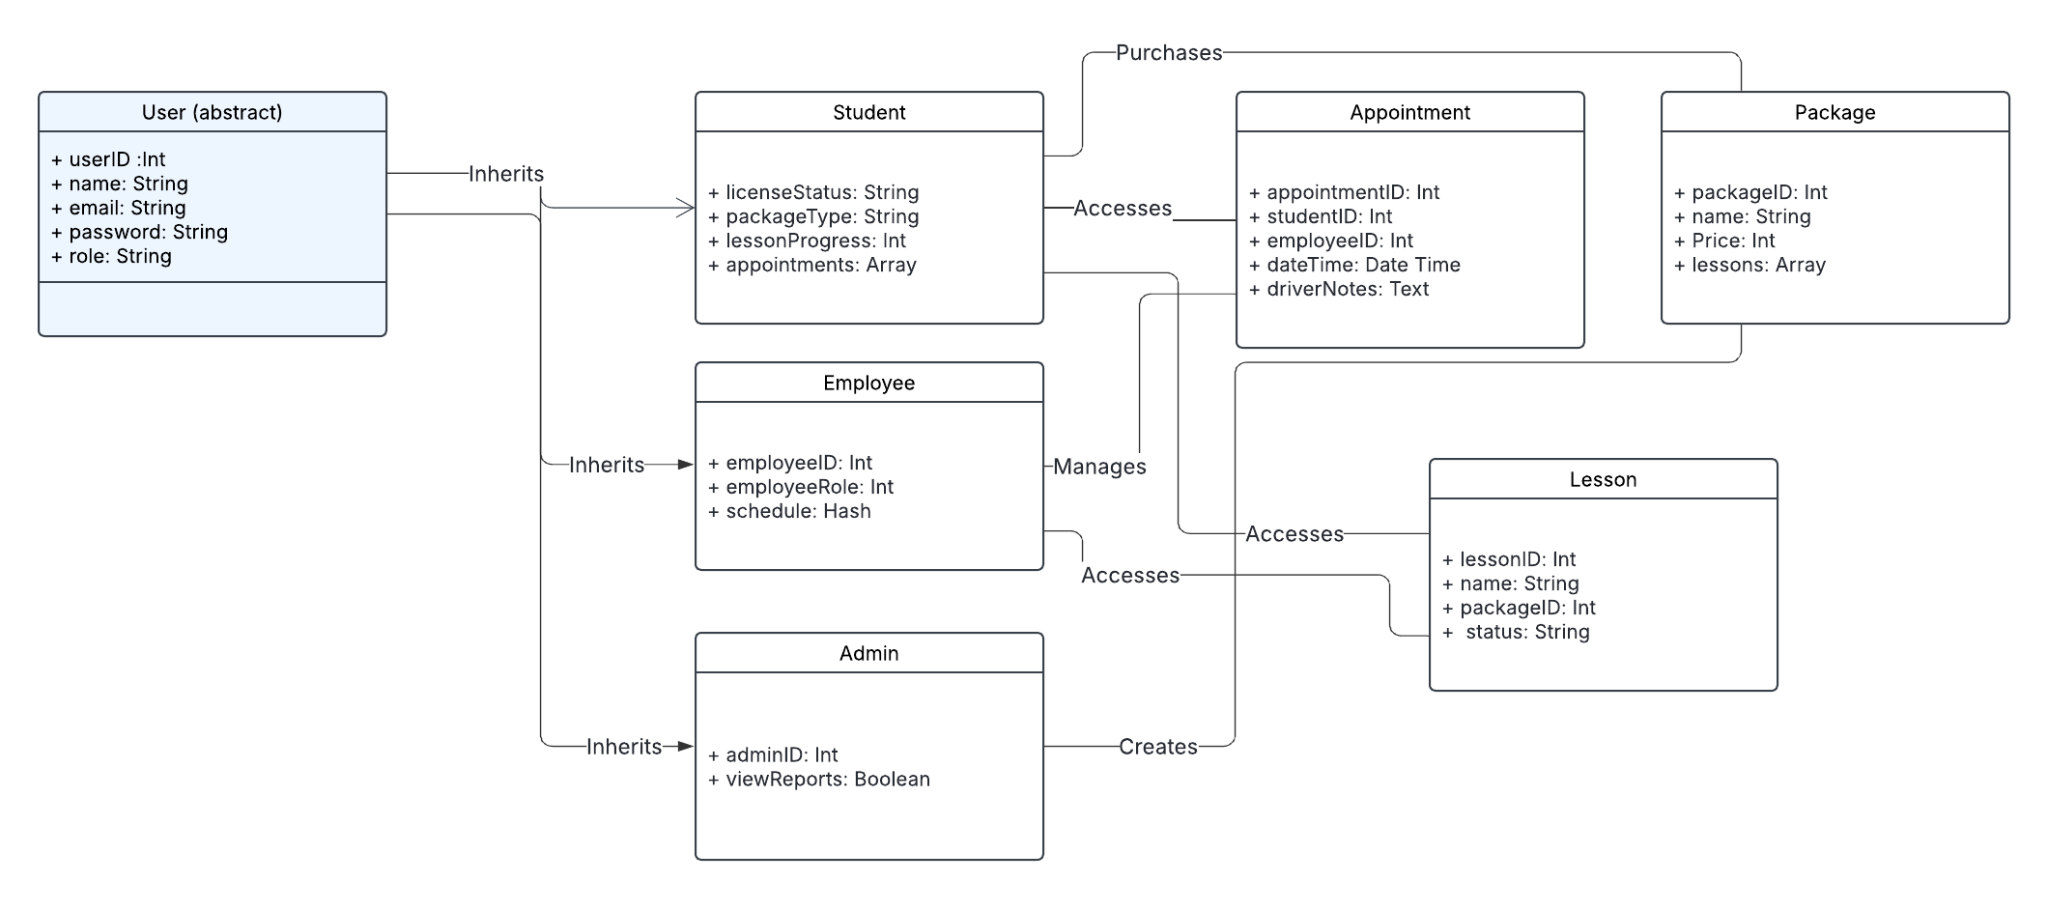 User (abstract)
+ userID :Int
+ name: String
+ email: String
+ password: String
+ role: String
Inherits
Inherits
Inherits
Student
+ licenseStatus: String
+ packageType: String
+ lessonProgress: Int
+ appointments: Array
Employee
+ employeeID: Int
+ employeeRole: Int
+ schedule: Hash
Admin
+ adminID: Int
+ viewReports: Boolean
Purchases
Accesses
Manages
Accesses
Accesses
Creates
Appointment
+ appointmentID: Int
+ studentID: Int
+ employeeID: Int
+ dateTime: Date Time
+ driverNotes: Text
Package
+ packageID: Int
+ name: String
+ Price: Int
+ lessons: Array
Lesson
+ lessonID: Int
+ name: String
+ packageID: Int
+  status: String